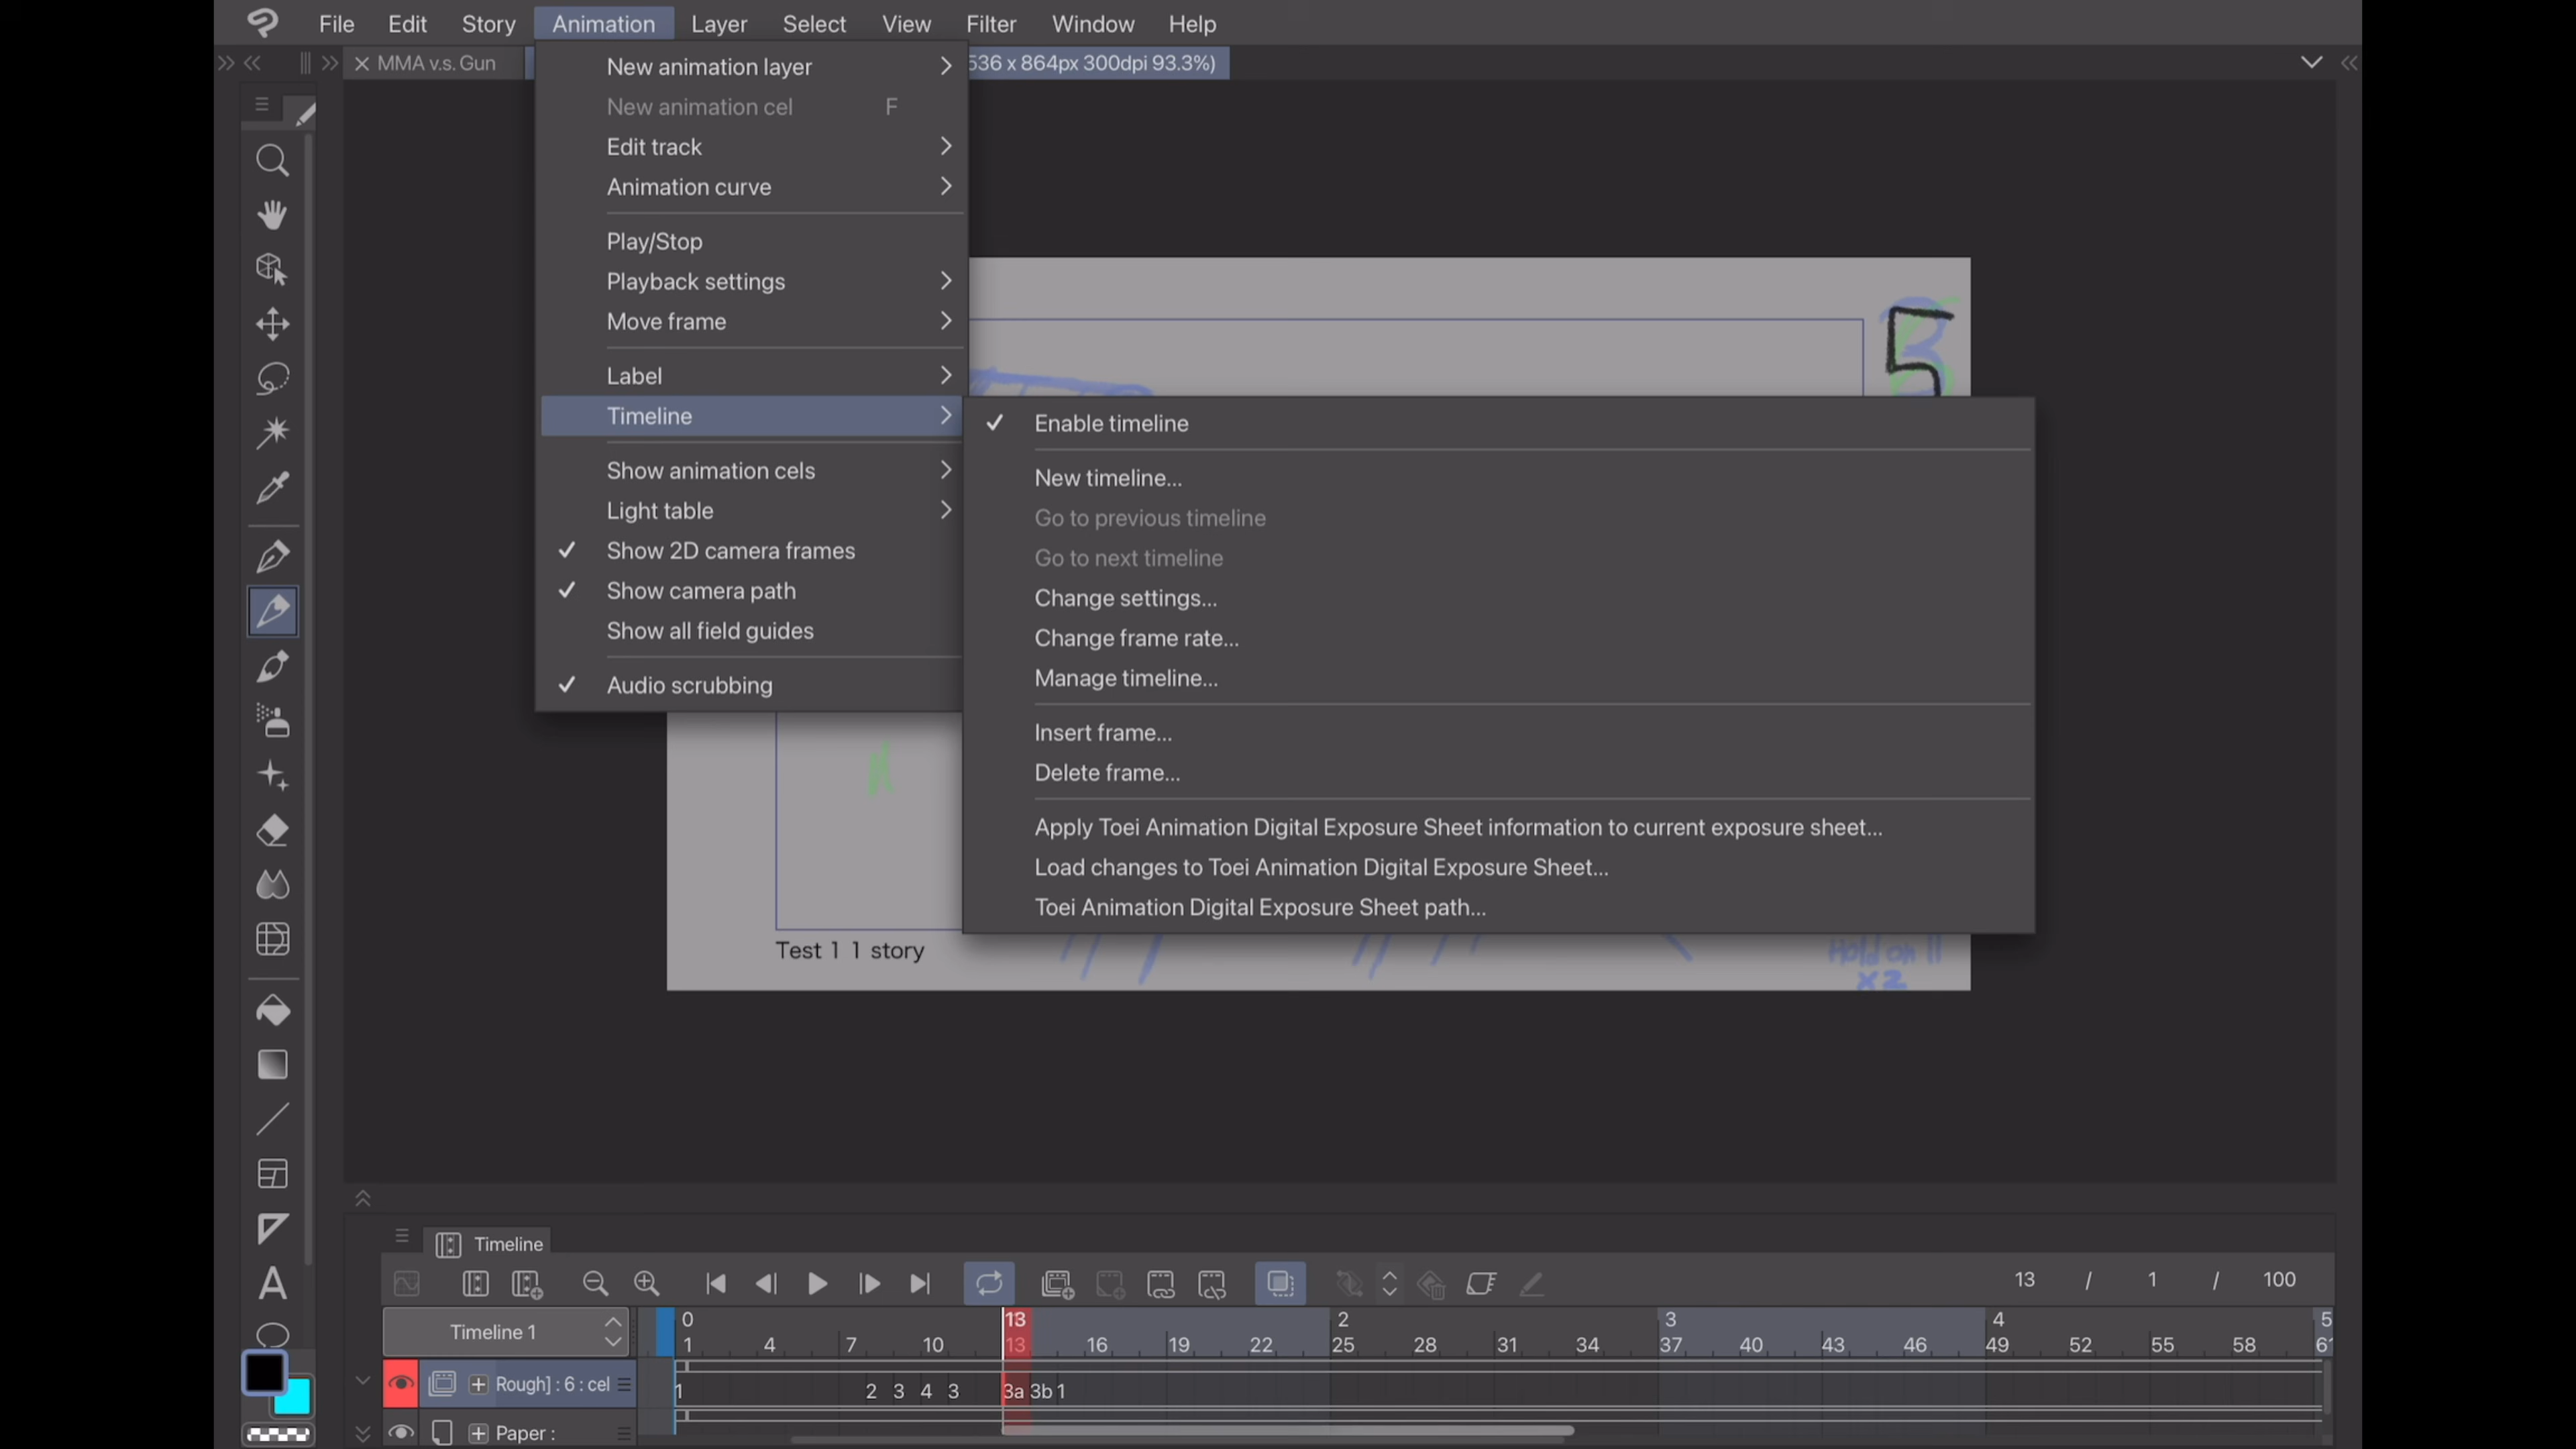 File Edit Story Animation Layer Select View Filter Window Help
MMA v.s. Gun
536 x 864px 300dpi 93.3%)
New animation layer
New animation cel F
Edit track
Animation curve
Play/Stop
Playback settings
Move frame
Label
Timeline
Show animation cels
Light table
Show 2D camera frames
Show camera path
Show all field guides
Audio scrubbing
Enable timeline
New timeline...
Go to previous timeline
Go to next timeline
Change settings...
Change frame rate...
Manage timeline...
Insert frame...
Delete frame...
Apply Toei Animation Digital Exposure Sheet information to current exposure sheet...
Load changes to Toei Animation Digital Exposure Sheet...
Toei Animation Digital Exposure Sheet path...
5
Test 1 1 story
Hold on 11
x2
Timeline
13 / 1 / 100
Timeline 1
0 13 2 3 4 5
1 4 7 10 13 16 19 22 25 28 31 34 37 40 43 46 49 52 55 58 61
Rough] : 6 : cel
1 2 3 4 3 3a 3b 1
Paper :